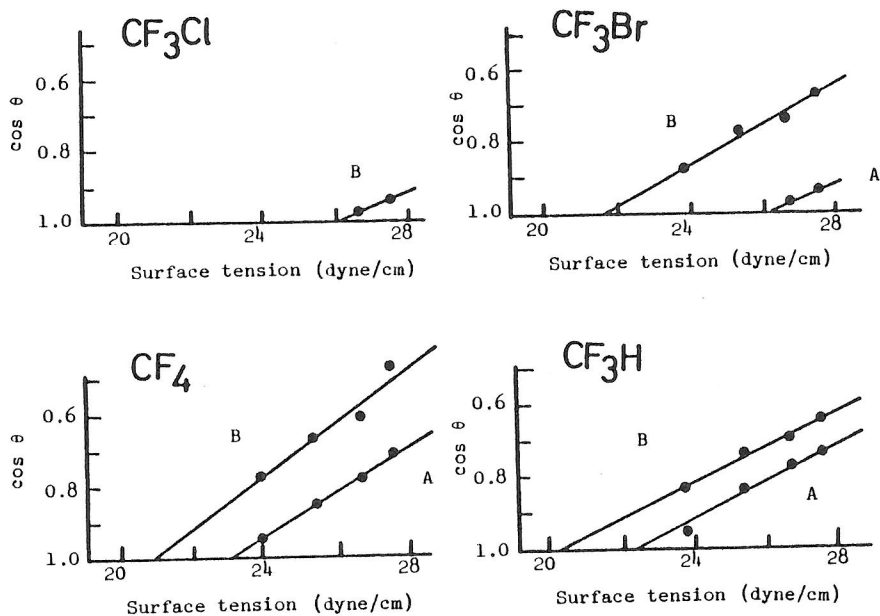 CF3Cl
cos θ
0.6
0.8
1.0
B
20
24
28
Surface tension (dyne/cm)
CF3Br
cos θ
0.6
0.8
1.0
B
A
20
24
28
Surface tension (dyne/cm)
CF4
cos θ
0.6
0.8
1.0
B
A
20
24
28
Surface tension (dyne/cm)
CF3H
cos θ
0.6
0.8
1.0
B
A
20
24
28
Surface tension (dyne/cm)